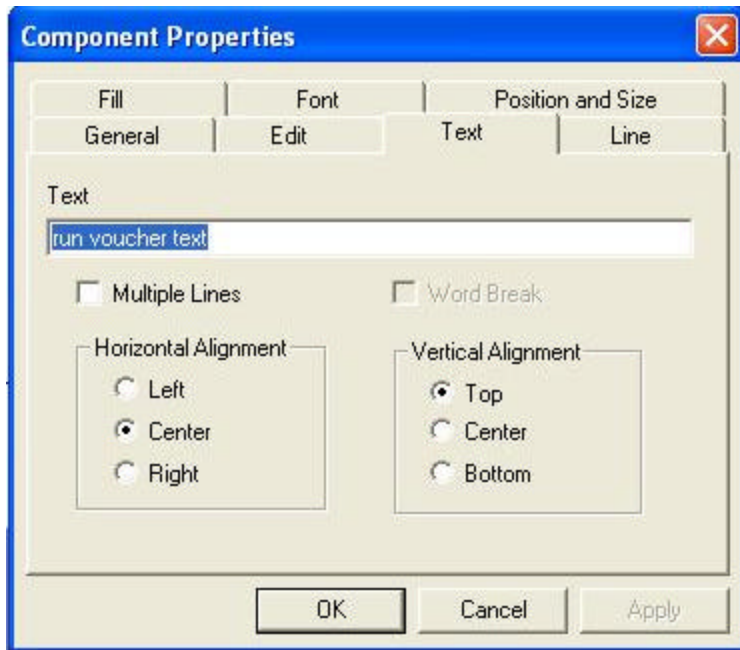 Component Properties
Fill Font Position and Size
General Edit Text Line
Text
run voucher text
Multiple Lines Word Break
Horizontal Alignment Vertical Alignment
Left Top
Center Center
Right Bottom
OK Cancel Apply